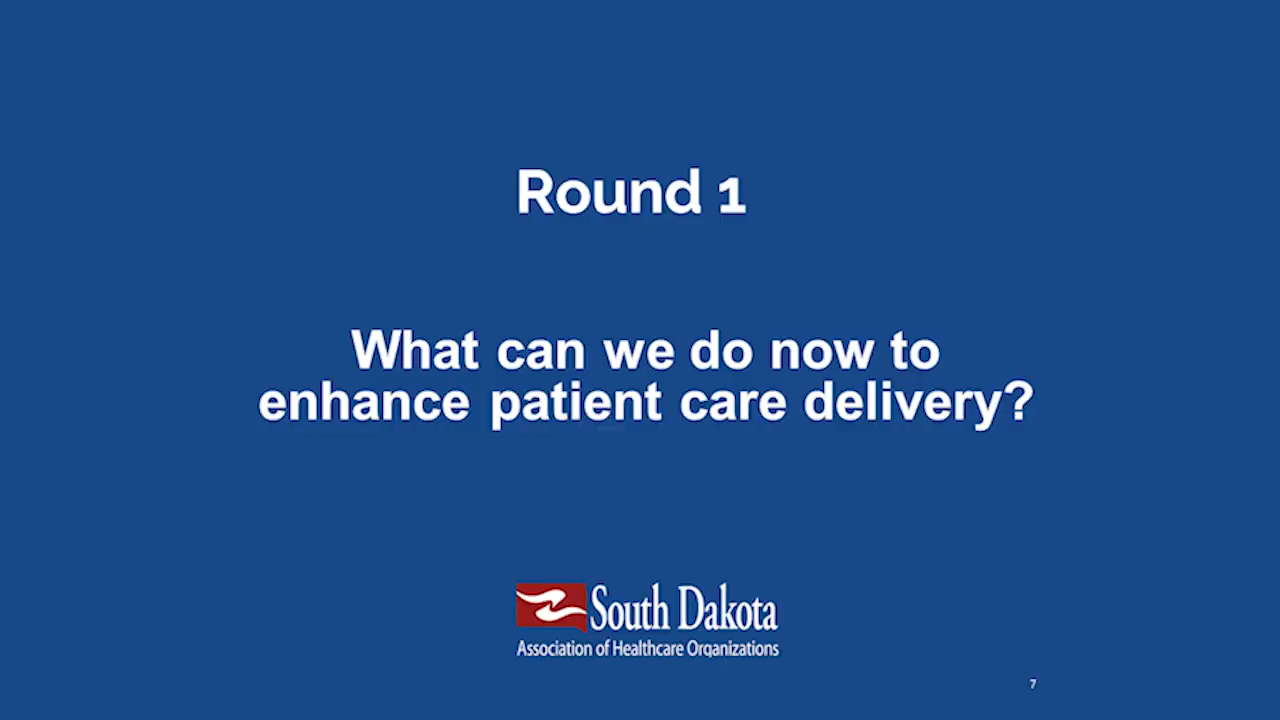 Round 1
What can we do now to
enhance patient care delivery?
South Dakota
Association of Healthcare Organizations
7